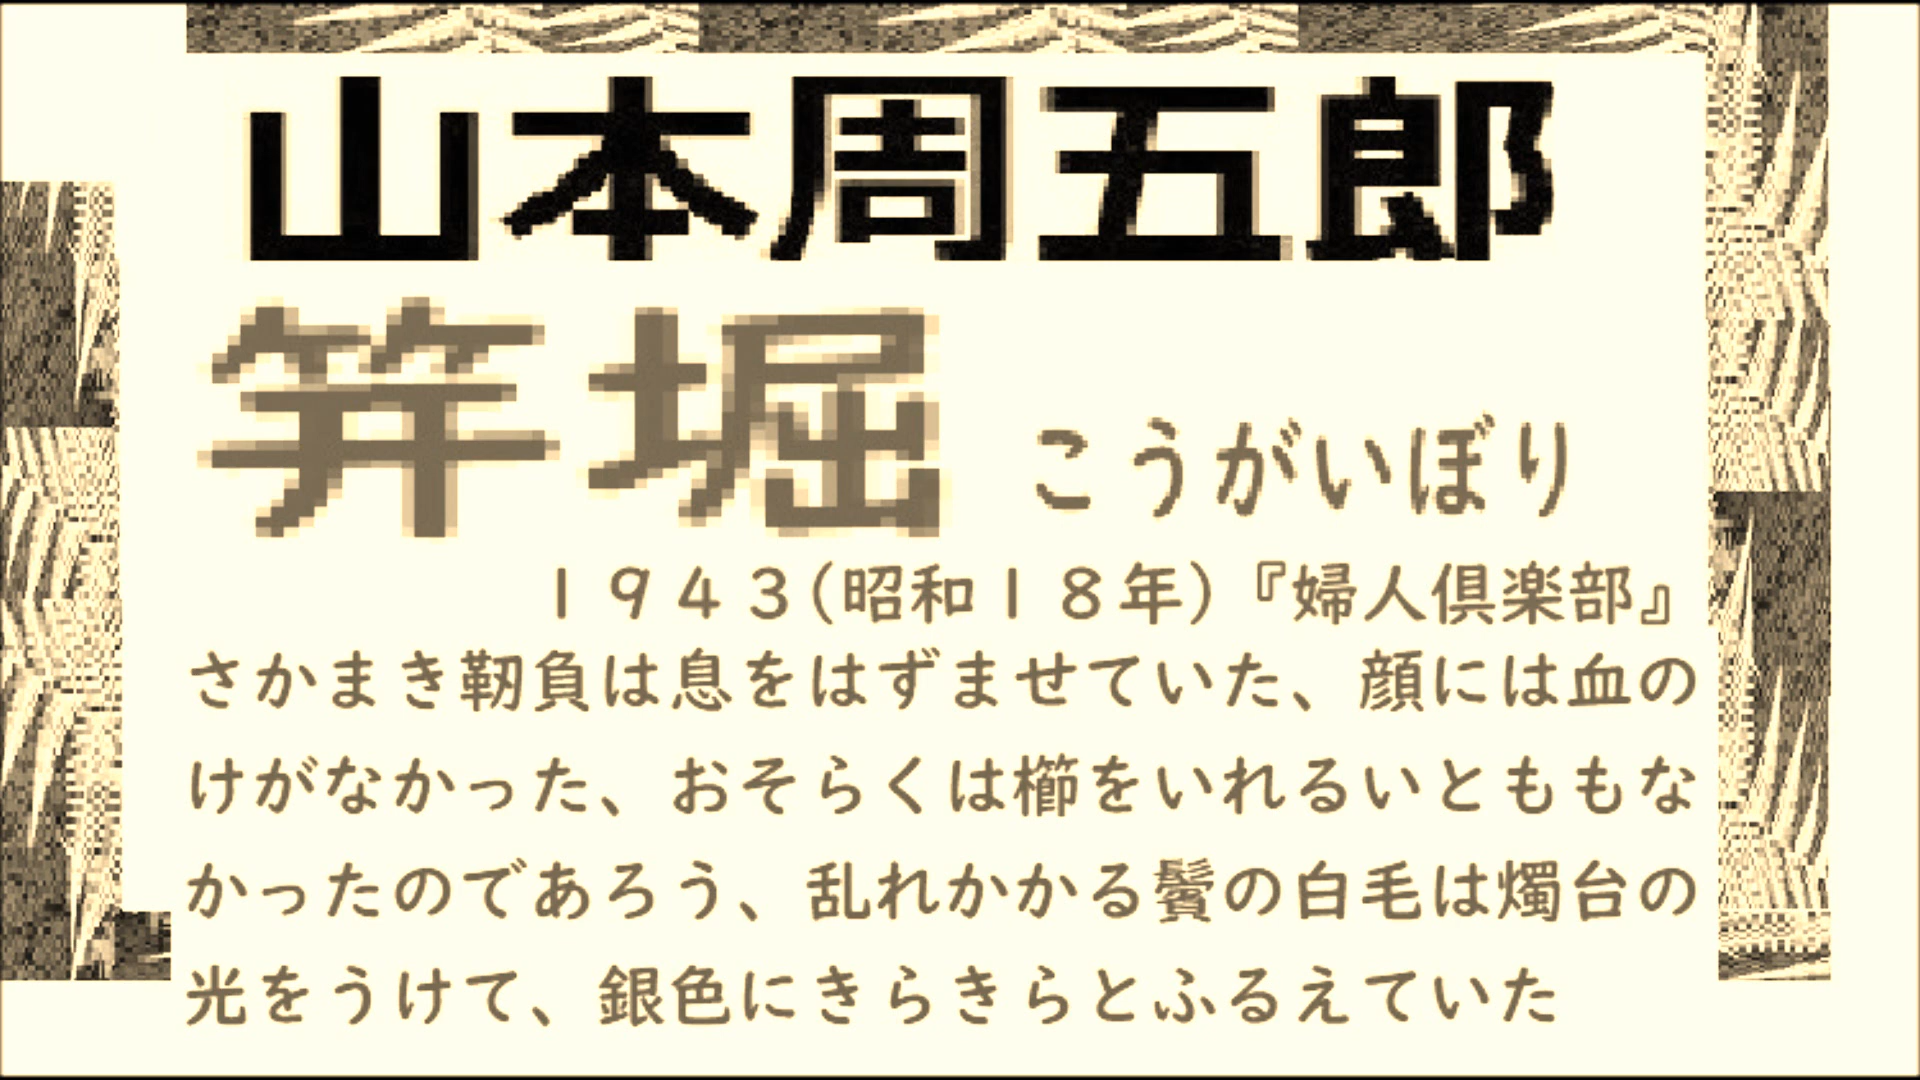 山本周五郎
笄堀 こうがいぼり
１９４３(昭和１８年)『婦人倶楽部』
さかまき靭負は息をはずませていた、顔には血の
けがなかった、おそらくは櫛をいれるいとももな
かったのであろう、乱れかかる鬢の白毛は燭台の
光をうけて、銀色にきらきらとふるえていた